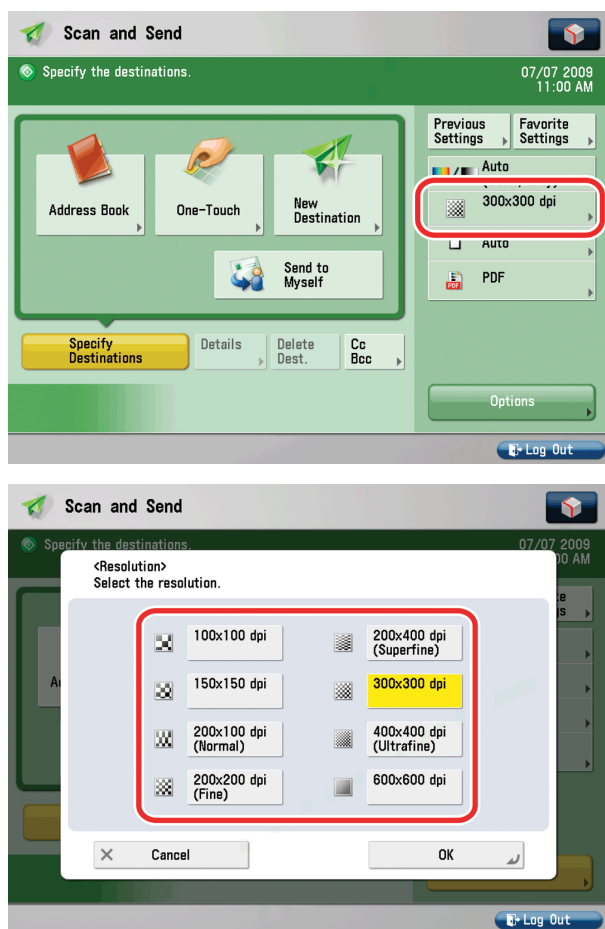 Scan and Send
Specify the destinations.
07/07 2009
11:00 AM
Previous
Settings
Favorite
Settings
Auto
300x300 dpi
Auto
PDF
PDF
Address Book
One-Touch
New
Destination
Send to
Myself
Specify
Destinations
Details
Delete
Dest.
Cc
Bcc
Options
Log Out
Scan and Send
Specify the destinations.
07/07 2009
00 AM
<Resolution>
Select the resolution.
100x100 dpi
150x150 dpi
200x100 dpi
(Normal)
200x200 dpi
(Fine)
200x400 dpi
(Superfine)
300x300 dpi
400x400 dpi
(Ultrafine)
600x600 dpi
Cancel
OK
Log Out